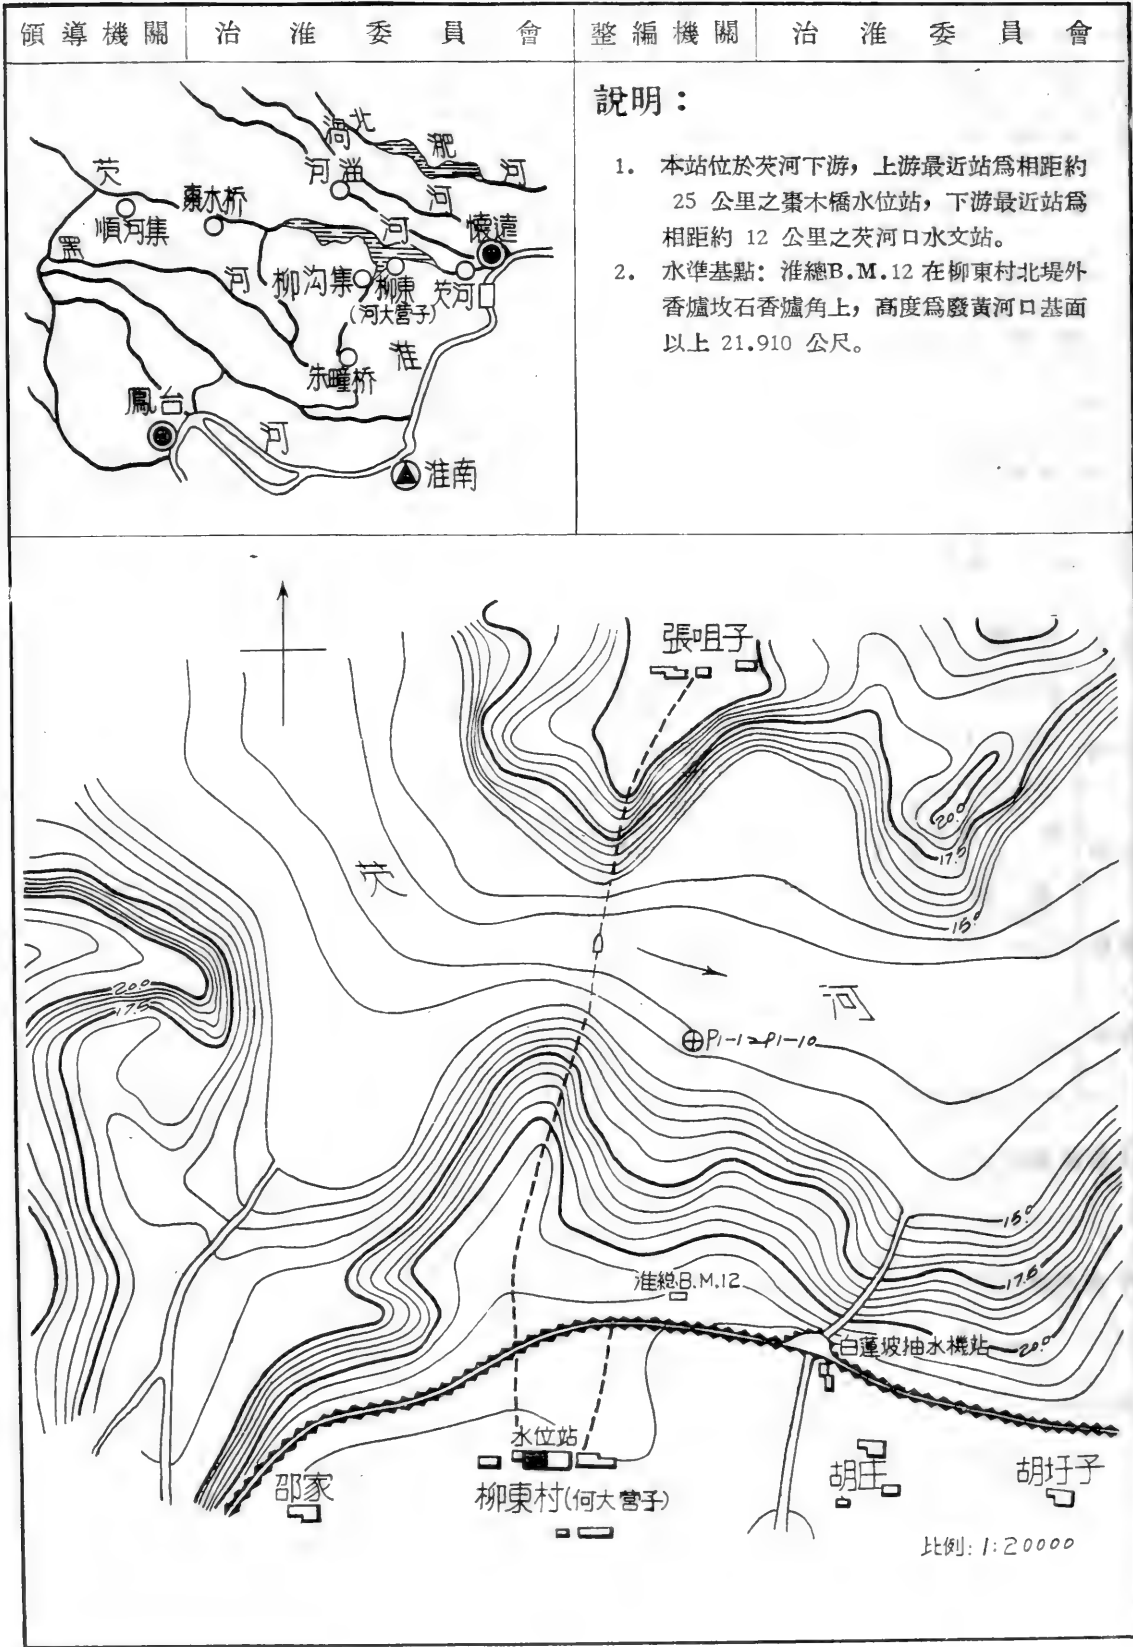 領導機關 治淮委員會 整編機關 治淮委員會
說明：
1. 本站位於芡河下游，上游最近站爲相距約
25 公里之棗木橋水位站，下游最近站爲
相距約 12 公里之芡河口水文站。
2. 水準基點：淮總B.M.12 在柳東村北堤外
香爐坟石香爐角上，高度爲廢黃河口基面
以上 21.910 公尺。
北
渦
淝
河
芡
河
淄
河
棗木桥
順河集
河
懷遠
黑
河
柳沟集
柳東
(河大營子)
芡河口
淮
朱疃桥
鳳台
河
淮南
張咀子
20.0
17.5
芡
15.0
20.0
17.5
河
P1-1~P1-10
15.0
淮總B.M.12
17.5
白蓮坡抽水機站
20.0
水位站
邵家
柳東村(何大營子)
胡庄
胡圩子
比例: 1:20000